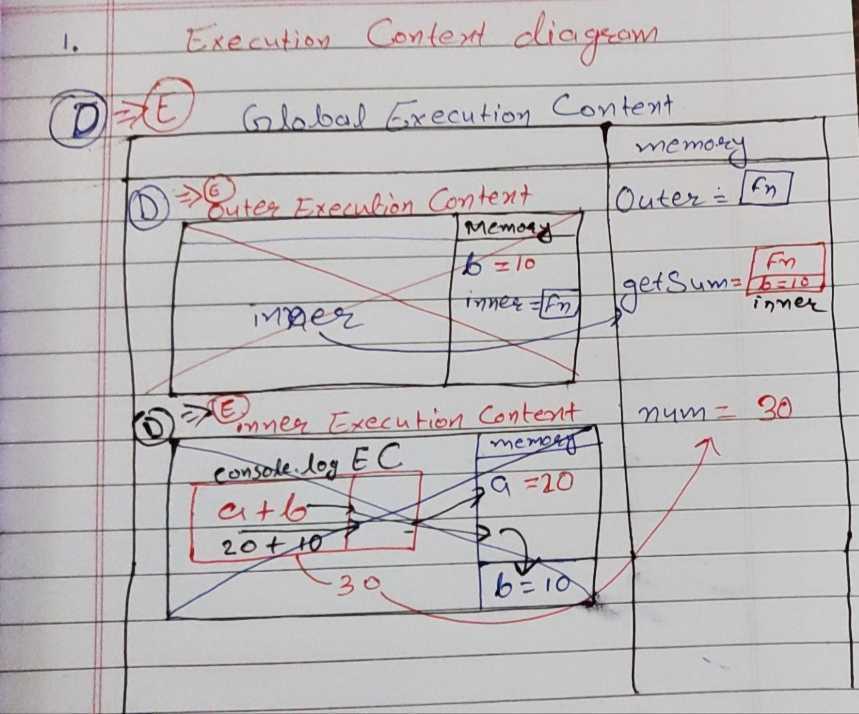 1. Execution Content diagram
D ⇒ E Global Execution Content
memory
D ⇒ E Outer Execution Content
Outer = Fn
Memory
b = 10
inner = Fn
inner
getSum = Fn
b = 10
inner
D ⇒ E inner Execution Content
num = 30
memory
console.log EC
a = 20
a + b
20 + 10
30
b = 10